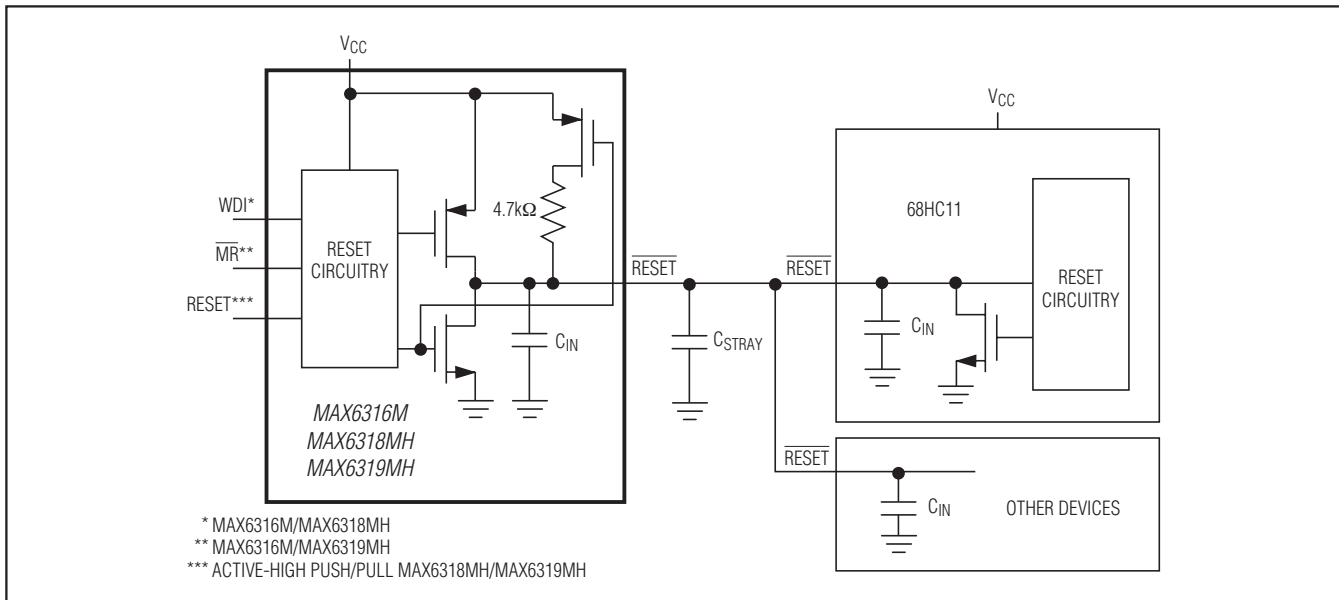 VCC
WDI*
MR**
RESET***
RESET
CIRCUITRY
4.7kΩ
CIN
MAX6316M
MAX6318MH
MAX6319MH
RESET
CSTRAY
RESET
VCC
68HC11
CIN
RESET
CIRCUITRY
RESET
CIN
OTHER DEVICES
* MAX6316M/MAX6318MH
** MAX6316M/MAX6319MH
*** ACTIVE-HIGH PUSH/PULL MAX6318MH/MAX6319MH